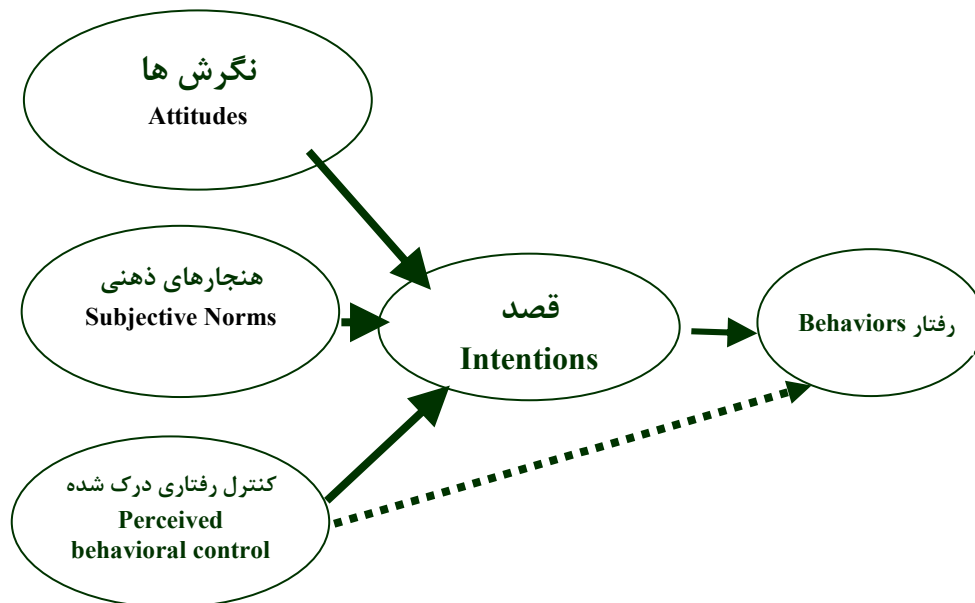 نگرش ها
Attitudes
هنجارهای ذهنی
Subjective Norms
قصد
Intentions
رفتار Behaviors
کنترل رفتاری درک شده
Perceived
behavioral control